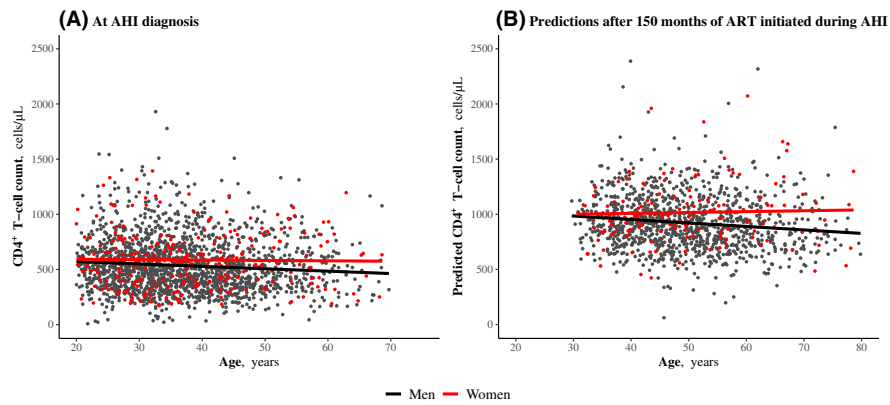 (A) At AHI diagnosis
2500
2000
1500
1000
500
0
CD4⁺ T-cell count, cells/μL
20 30 40 50 60 70
Age, years
(B) Predictions after 150 months of ART initiated during AHI
2500
2000
1500
1000
500
0
Predicted CD4⁺ T-cell count, cells/μL
20 30 40 50 60 70 80
Age, years
Men Women